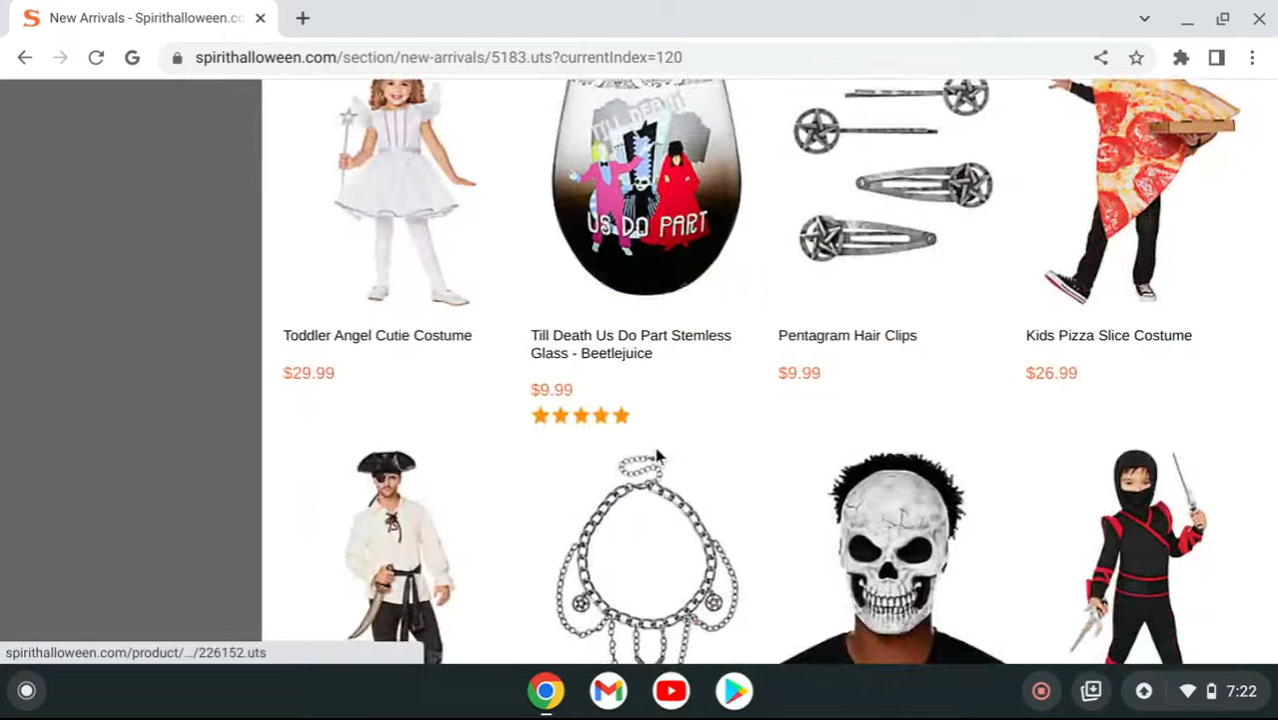 New Arrivals - Spirithalloween.co
spirithalloween.com/section/new-arrivals/5183.uts?currentIndex=120
TILL DEATH
US DO PART
Toddler Angel Cutie Costume
$29.99
Till Death Us Do Part Stemless
Glass - Beetlejuice
$9.99
Pentagram Hair Clips
$9.99
Kids Pizza Slice Costume
$26.99
spirithalloween.com/product/.../226152.uts
7:22